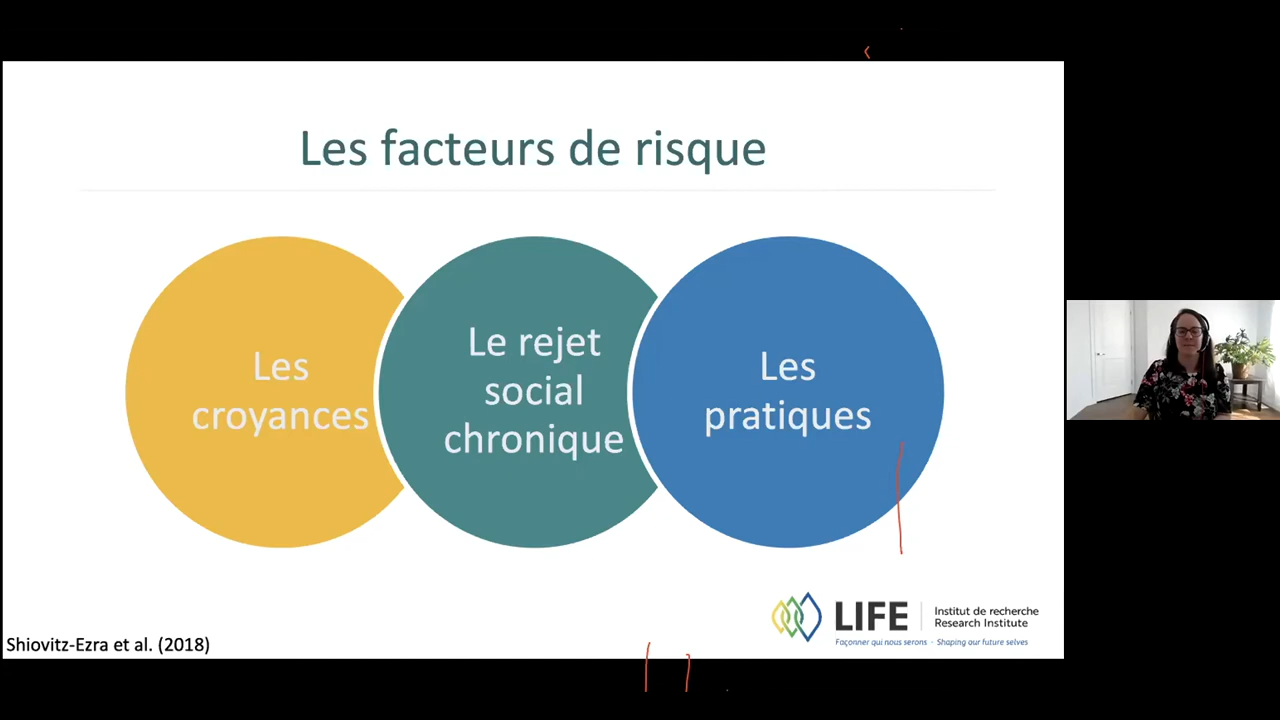 Les facteurs de risque
Les
croyances
Le rejet
social
chronique
Les
pratiques
LIFE
Institut de recherche
Research Institute
Façonner qui nous serons - Shaping our future selves
Shiovitz-Ezra et al. (2018)